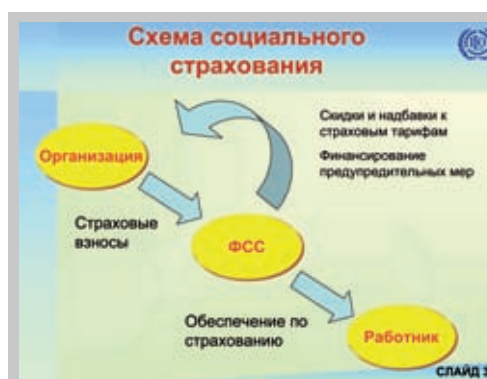 Схема социального
страхования
Скидки и надбавки к
страховым тарифам
Финансирование
предупредительных мер
Организация
Страховые
взносы
ФСС
Обеспечение по
страхованию
Работник
СЛАЙД 3